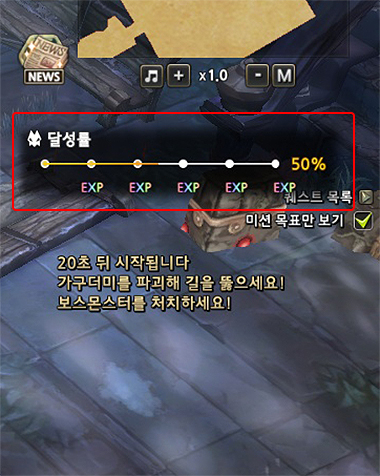 NEWS
+ x1.0 - M
달성률
50%
EXP EXP EXP EXP EXP
퀘스트 목록
미션 목표만 보기
20초 뒤 시작됩니다
가구더미를 파괴해 길을 뚫으세요!
보스몬스터를 처치하세요!